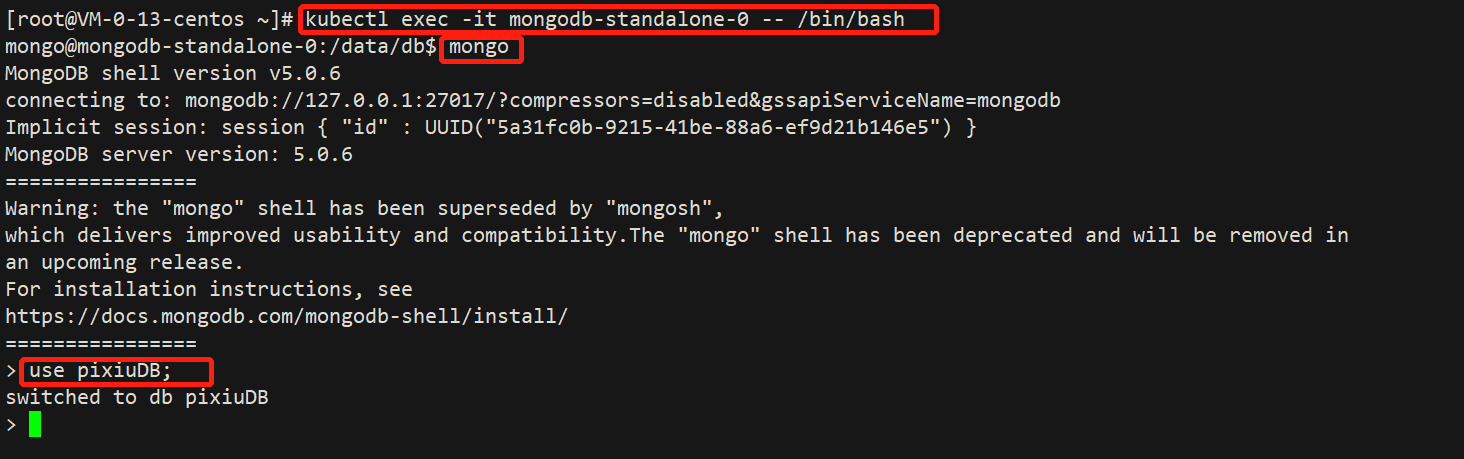 [root@VM-0-13-centos ~]# kubectl exec -it mongodb-standalone-0 -- /bin/bash
mongo@mongodb-standalone-0:/data/db$ mongo
MongoDB shell version v5.0.6
connecting to: mongodb://127.0.0.1:27017/?compressors=disabled&gssapiServiceName=mongodb
Implicit session: session { "id" : UUID("5a31fc0b-9215-41be-88a6-ef9d21b146e5") }
MongoDB server version: 5.0.6
================
Warning: the "mongo" shell has been superseded by "mongosh",
which delivers improved usability and compatibility.The "mongo" shell has been deprecated and will be removed in
an upcoming release.
For installation instructions, see
https://docs.mongodb.com/mongodb-shell/install/
================
> use pixiuDB;
switched to db pixiuDB
>